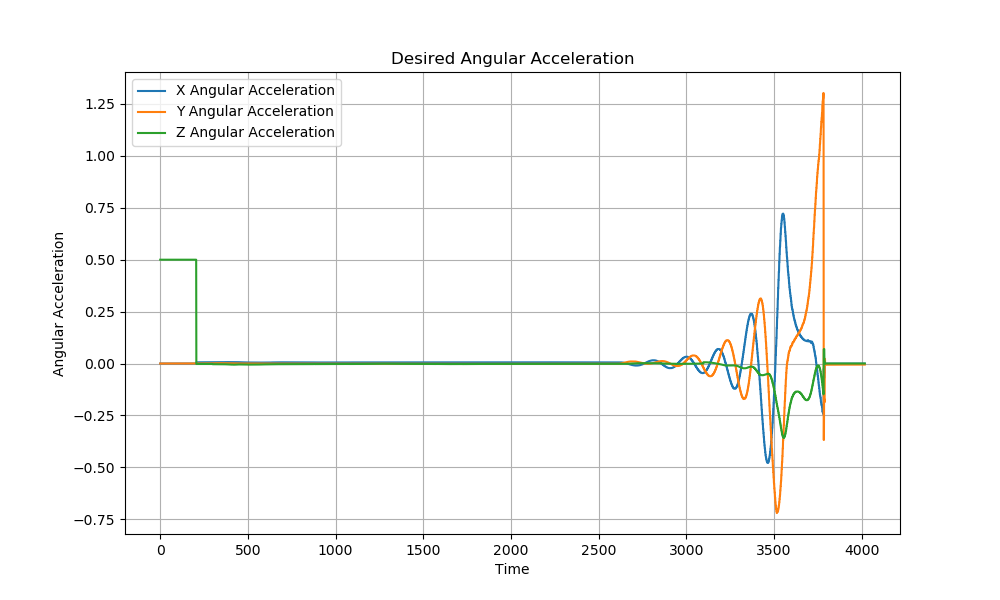 Desired Angular Acceleration
X Angular Acceleration
Y Angular Acceleration
Z Angular Acceleration
Angular Acceleration
1.25
1.00
0.75
0.50
0.25
0.00
−0.25
−0.50
−0.75
0 500 1000 1500 2000 2500 3000 3500 4000
Time